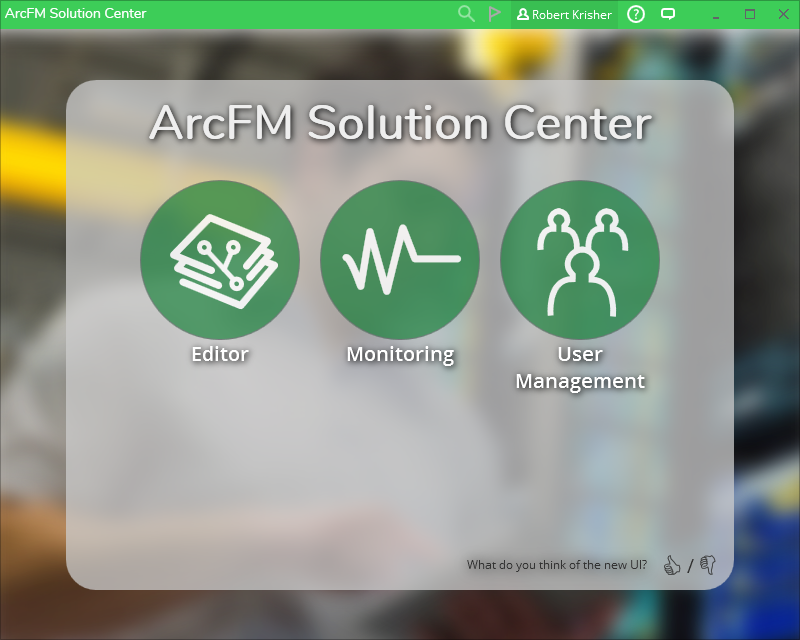 ArcFM Solution Center
Robert Krisher
ArcFM Solution Center
Editor
Monitoring
User
Management
What do you think of the new UI?
/